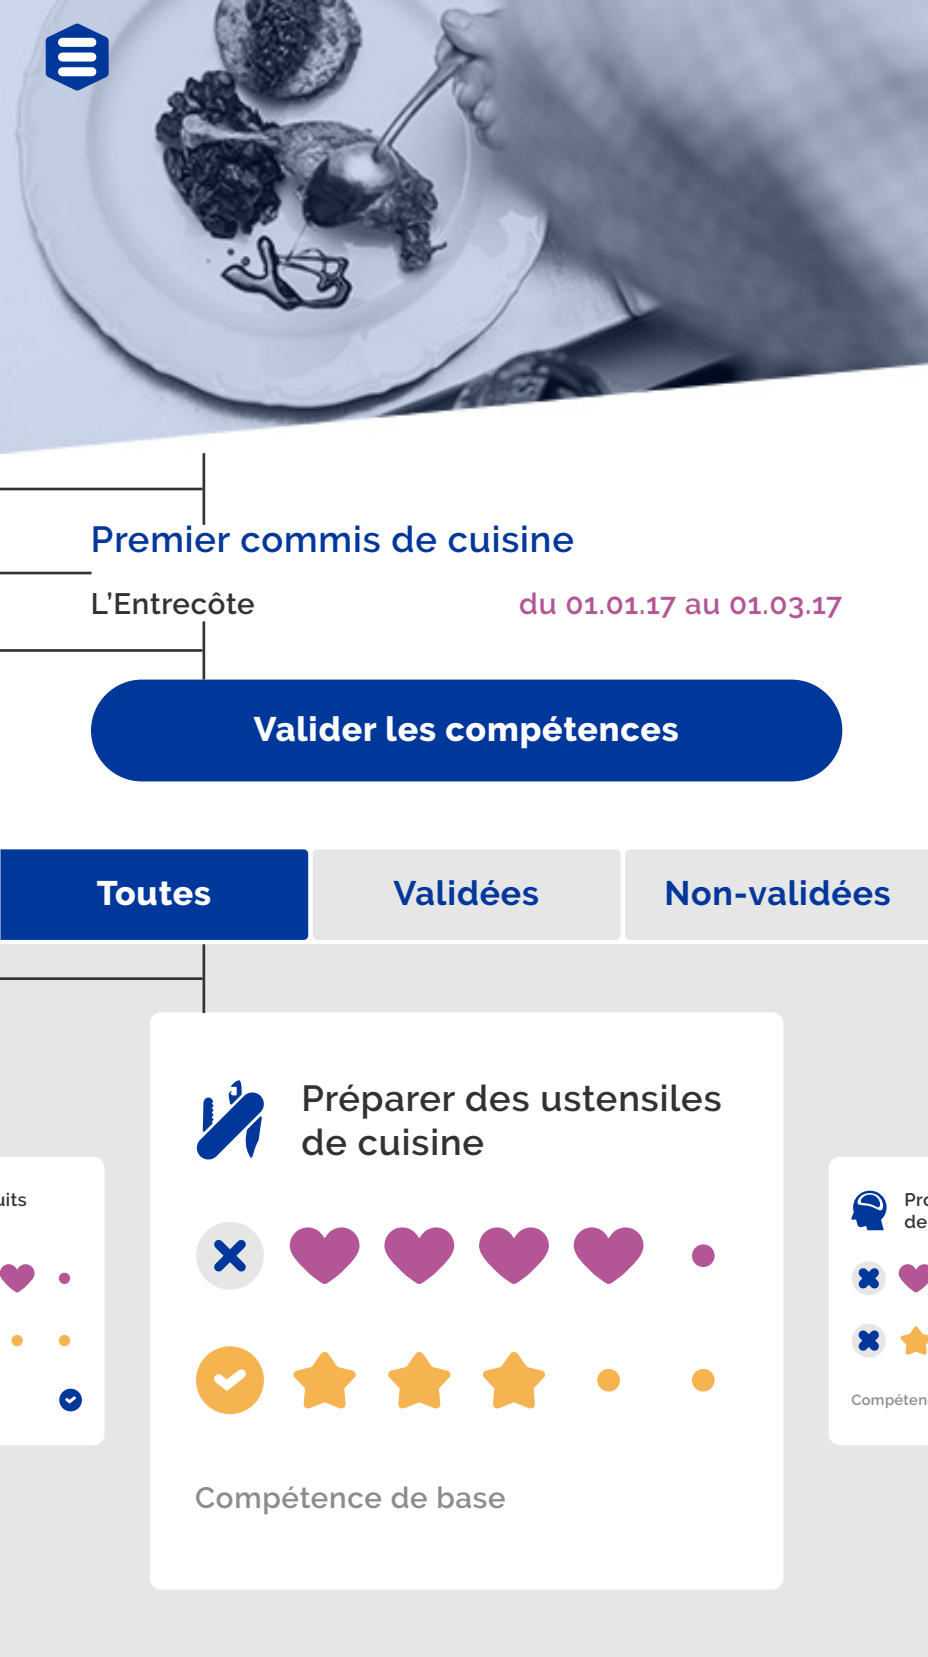 Premier commis de cuisine
L'Entrecôte
du 01.01.17 au 01.03.17
Valider les compétences
Toutes
Validées
Non-validées
Préparer des ustensiles
de cuisine
Compétence de base